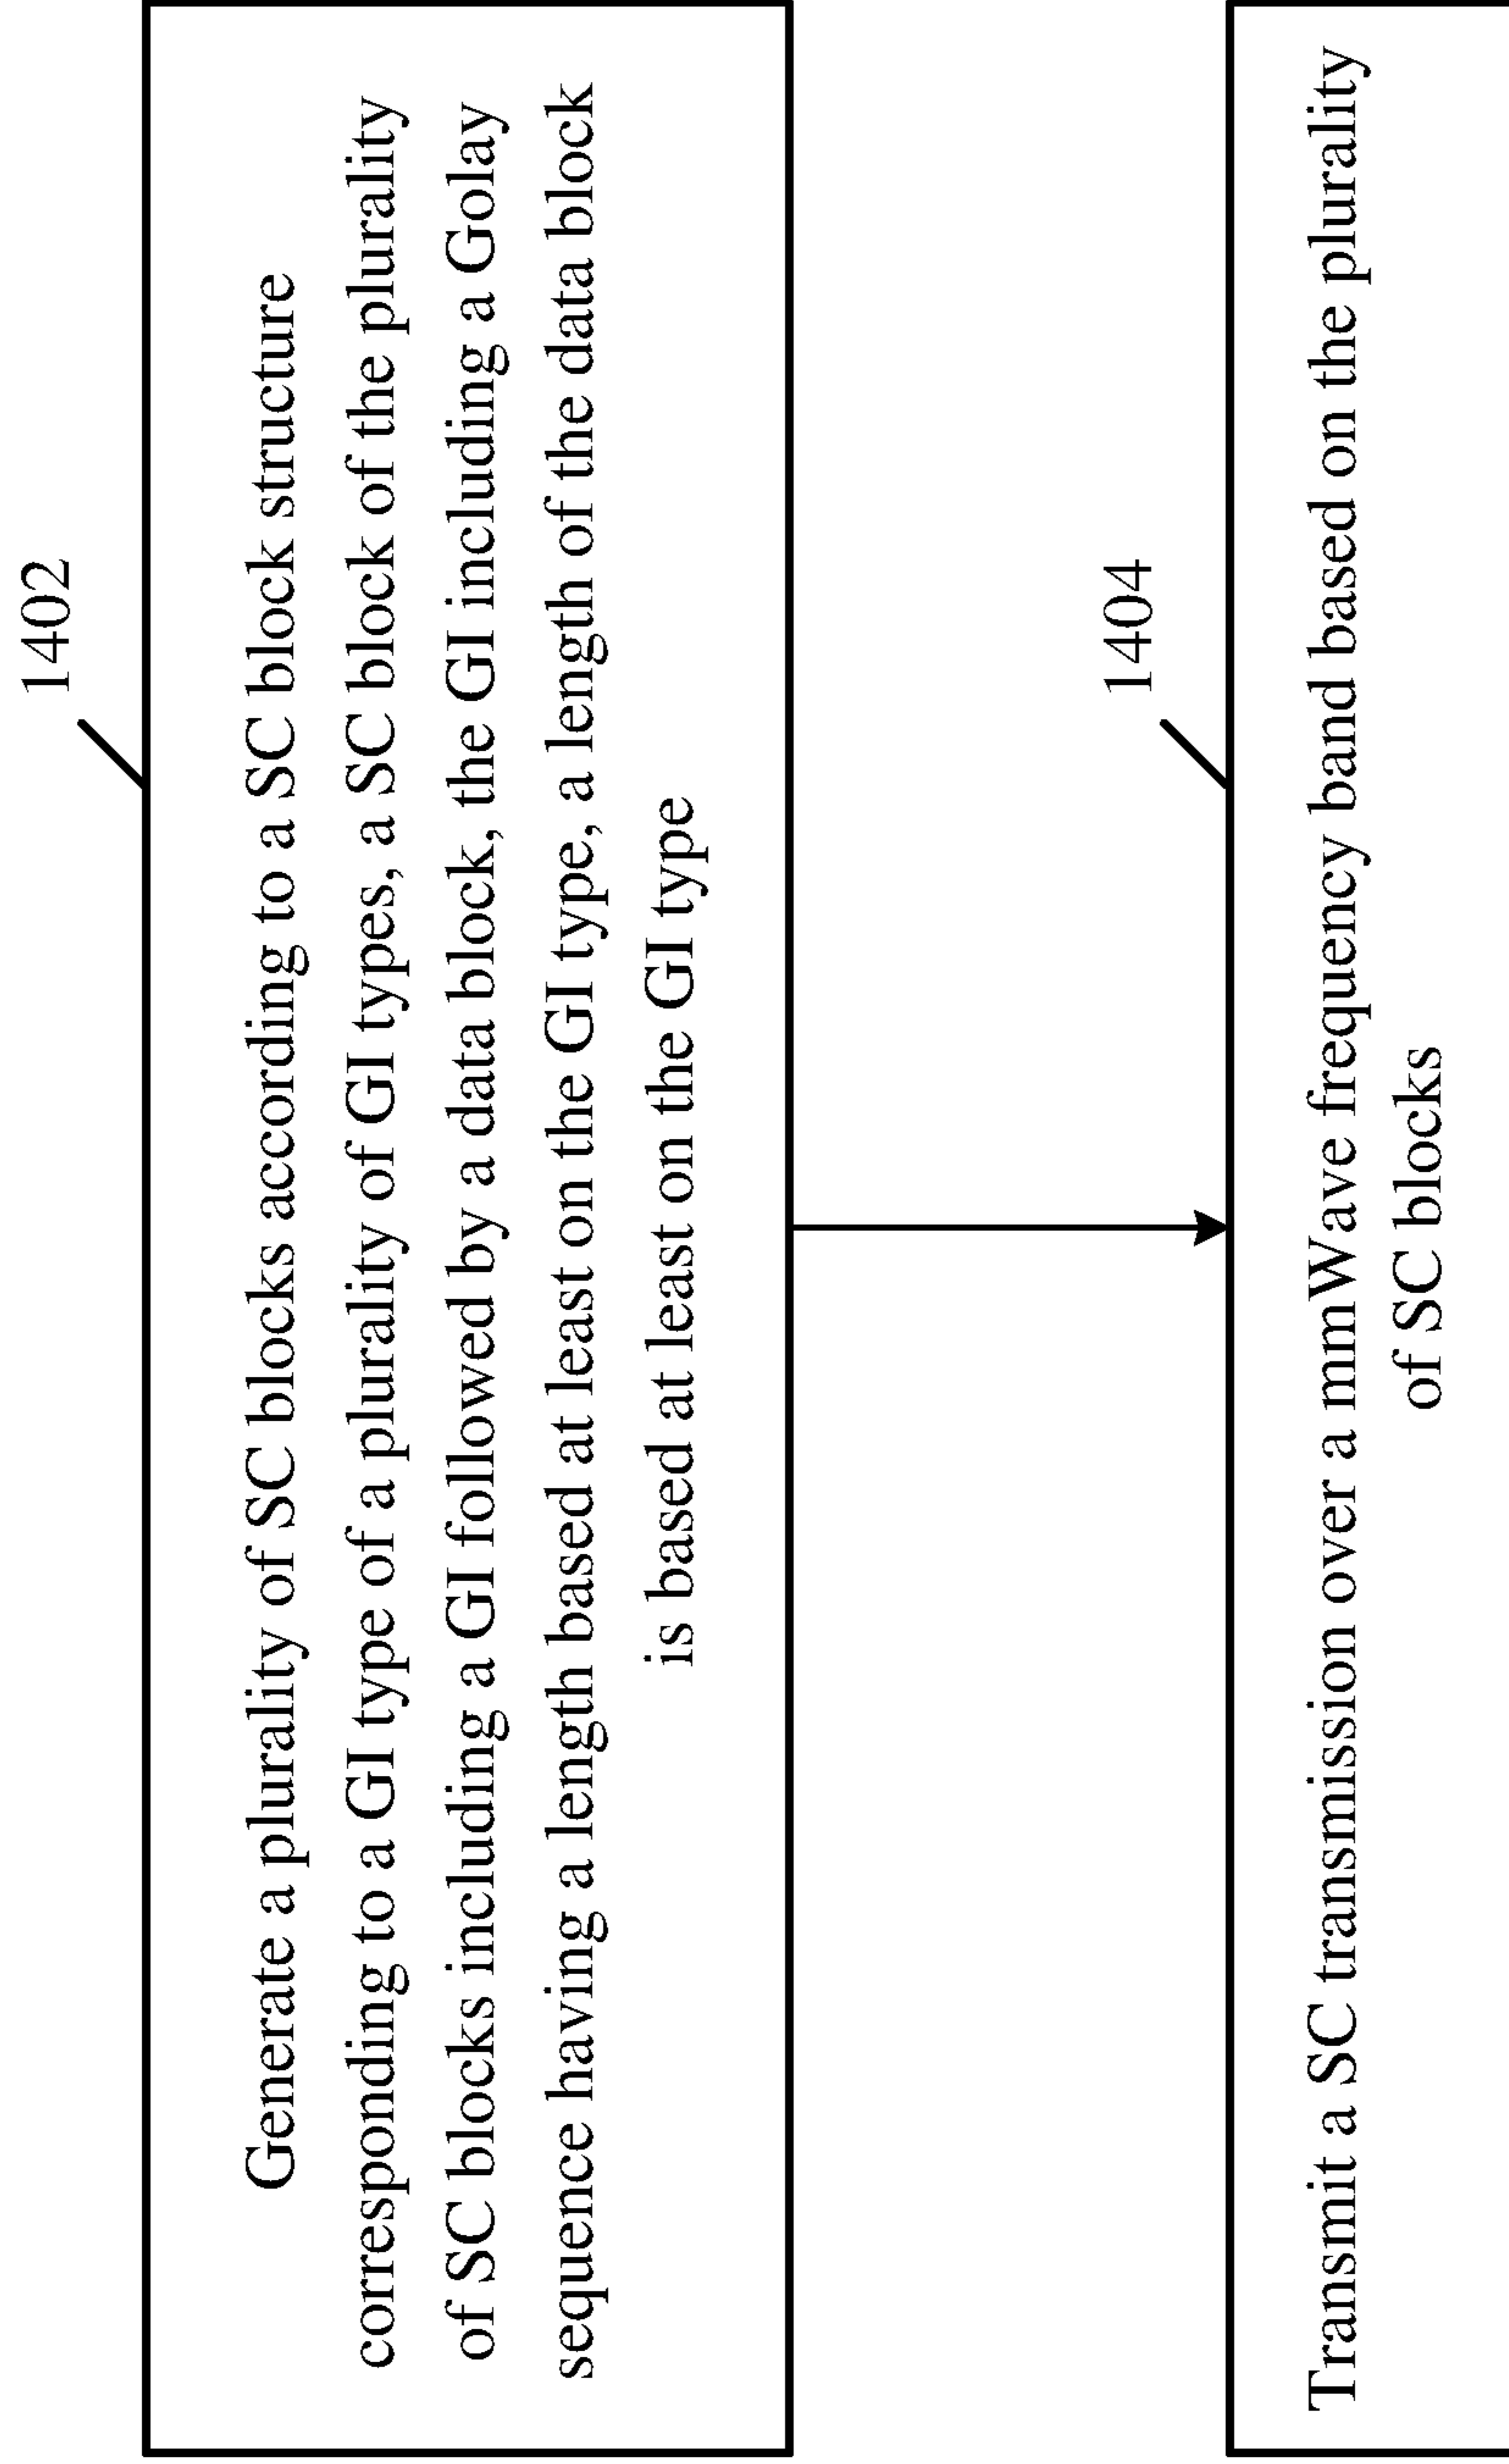 1402
Generate a plurality of SC blocks according to a SC block structure
corresponding to a GI type of a plurality of GI types, a SC block of the plurality
of SC blocks including a GI followed by a data block, the GI including a Golay
sequence having a length based at least on the GI type, a length of the data block
is based at least on the GI type
1404
Transmit a SC transmission over a mmWave frequency band based on the plurality
of SC blocks